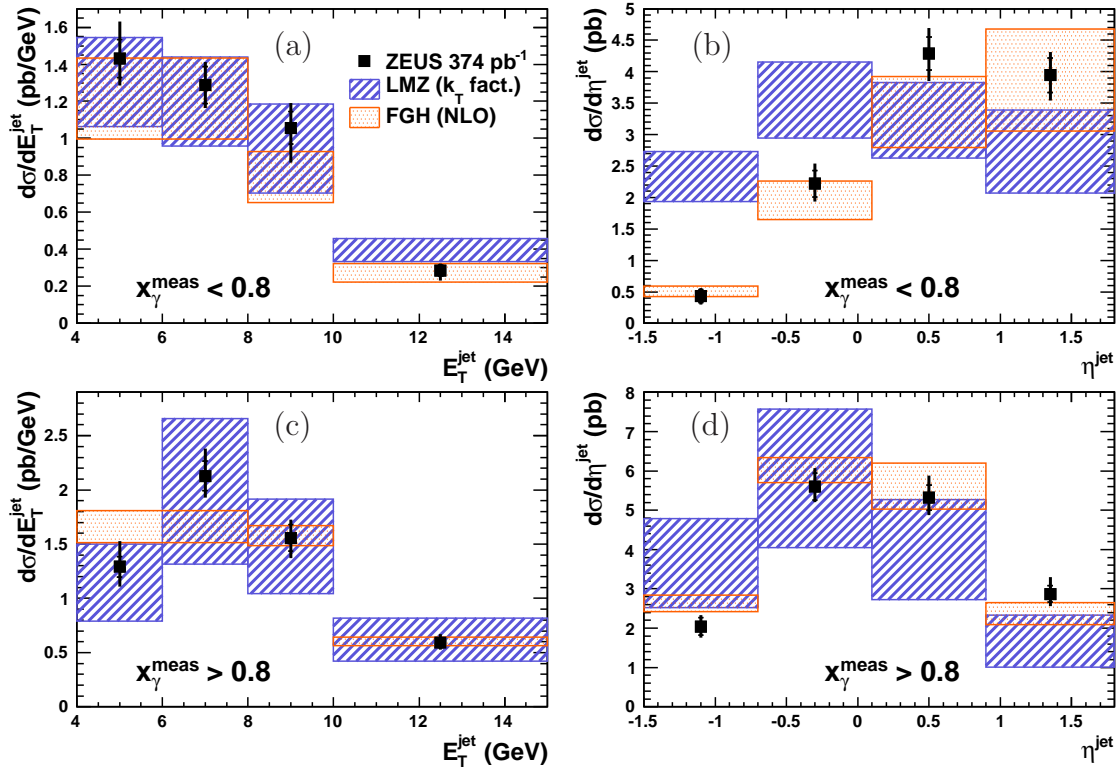 dσ/dE_T^jet (pb/GeV)
1.6
1.4
1.2
1
0.8
0.6
0.4
0.2
0
(a)
ZEUS 374 pb⁻¹
LMZ (k_T fact.)
FGH (NLO)
x_γ^meas < 0.8
4 6 8 10 12 14
E_T^jet (GeV)
dσ/dη^jet (pb)
5
4.5
4
3.5
3
2.5
2
1.5
1
0.5
0
(b)
x_γ^meas < 0.8
-1.5 -1 -0.5 0 0.5 1 1.5
η^jet
dσ/dE_T^jet (pb/GeV)
2.5
2
1.5
1
0.5
0
(c)
x_γ^meas > 0.8
4 6 8 10 12 14
E_T^jet (GeV)
dσ/dη^jet (pb)
8
7
6
5
4
3
2
1
0
(d)
x_γ^meas > 0.8
-1.5 -1 -0.5 0 0.5 1 1.5
η^jet